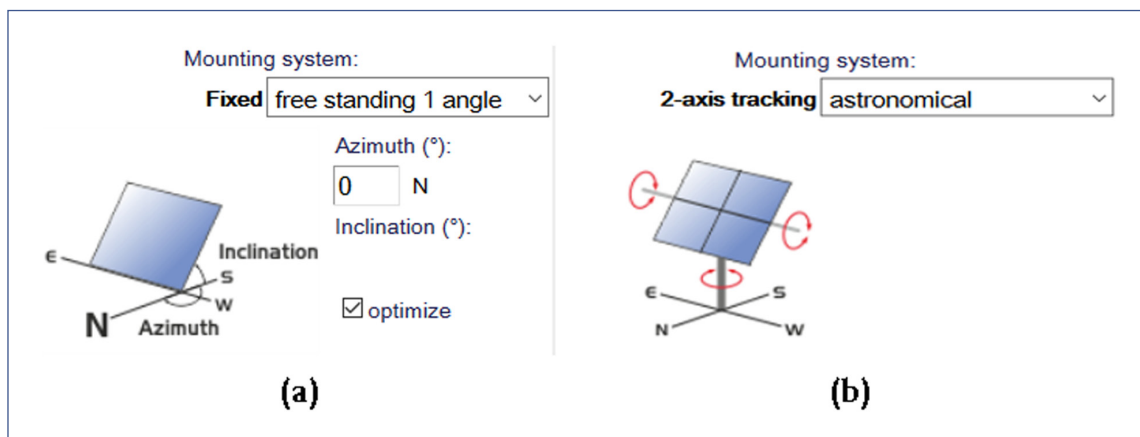 Mounting system:
Fixed free standing 1 angle
Azimuth (°):
0 N
Inclination (°):
optimize
E
Inclination
S
W
N
Azimuth
(a)
Mounting system:
2-axis tracking astronomical
E
S
N
W
(b)